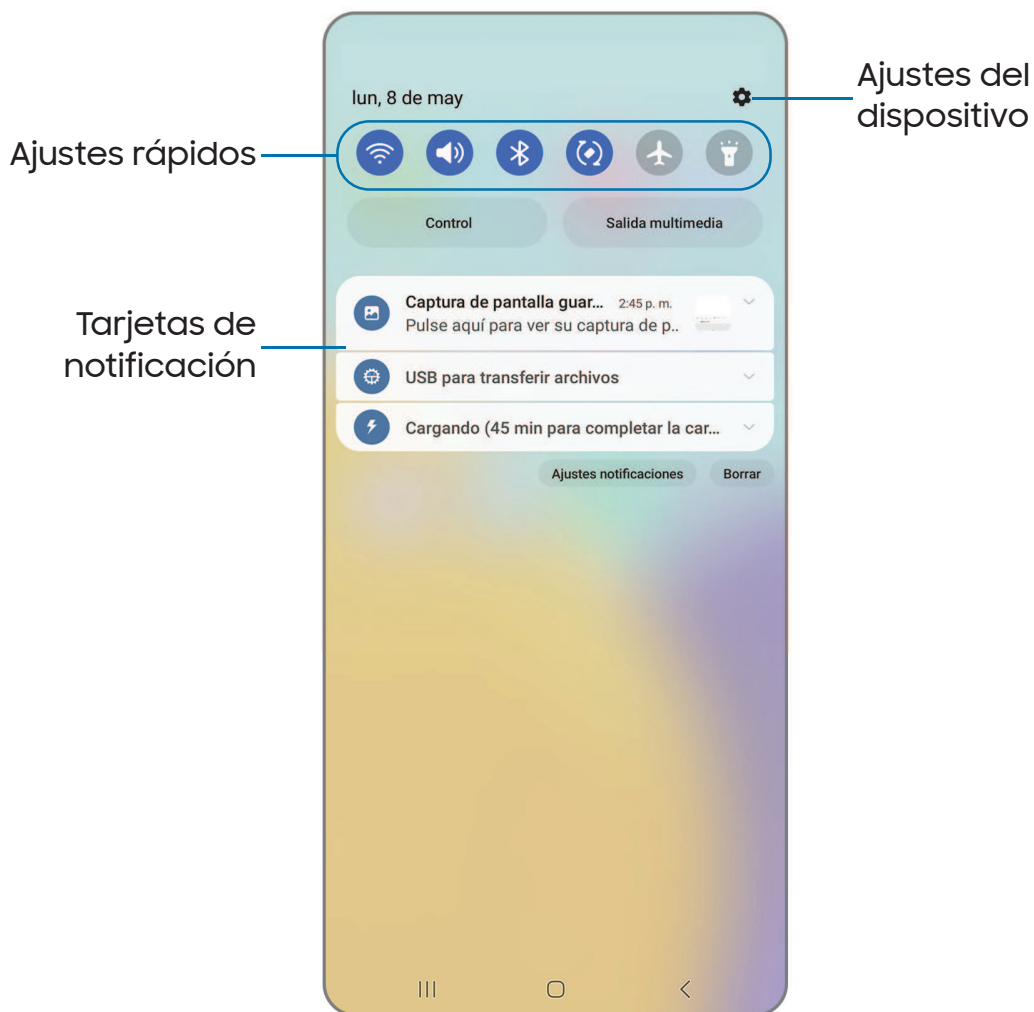 Ajustes del
dispositivo
lun, 8 de may
Ajustes rápidos
Control
Salida multimedia
Tarjetas de
notificación
Captura de pantalla guar... 2:45 p. m.
Pulse aquí para ver su captura de p..
USB para transferir archivos
Cargando (45 min para completar la car...
Ajustes notificaciones
Borrar